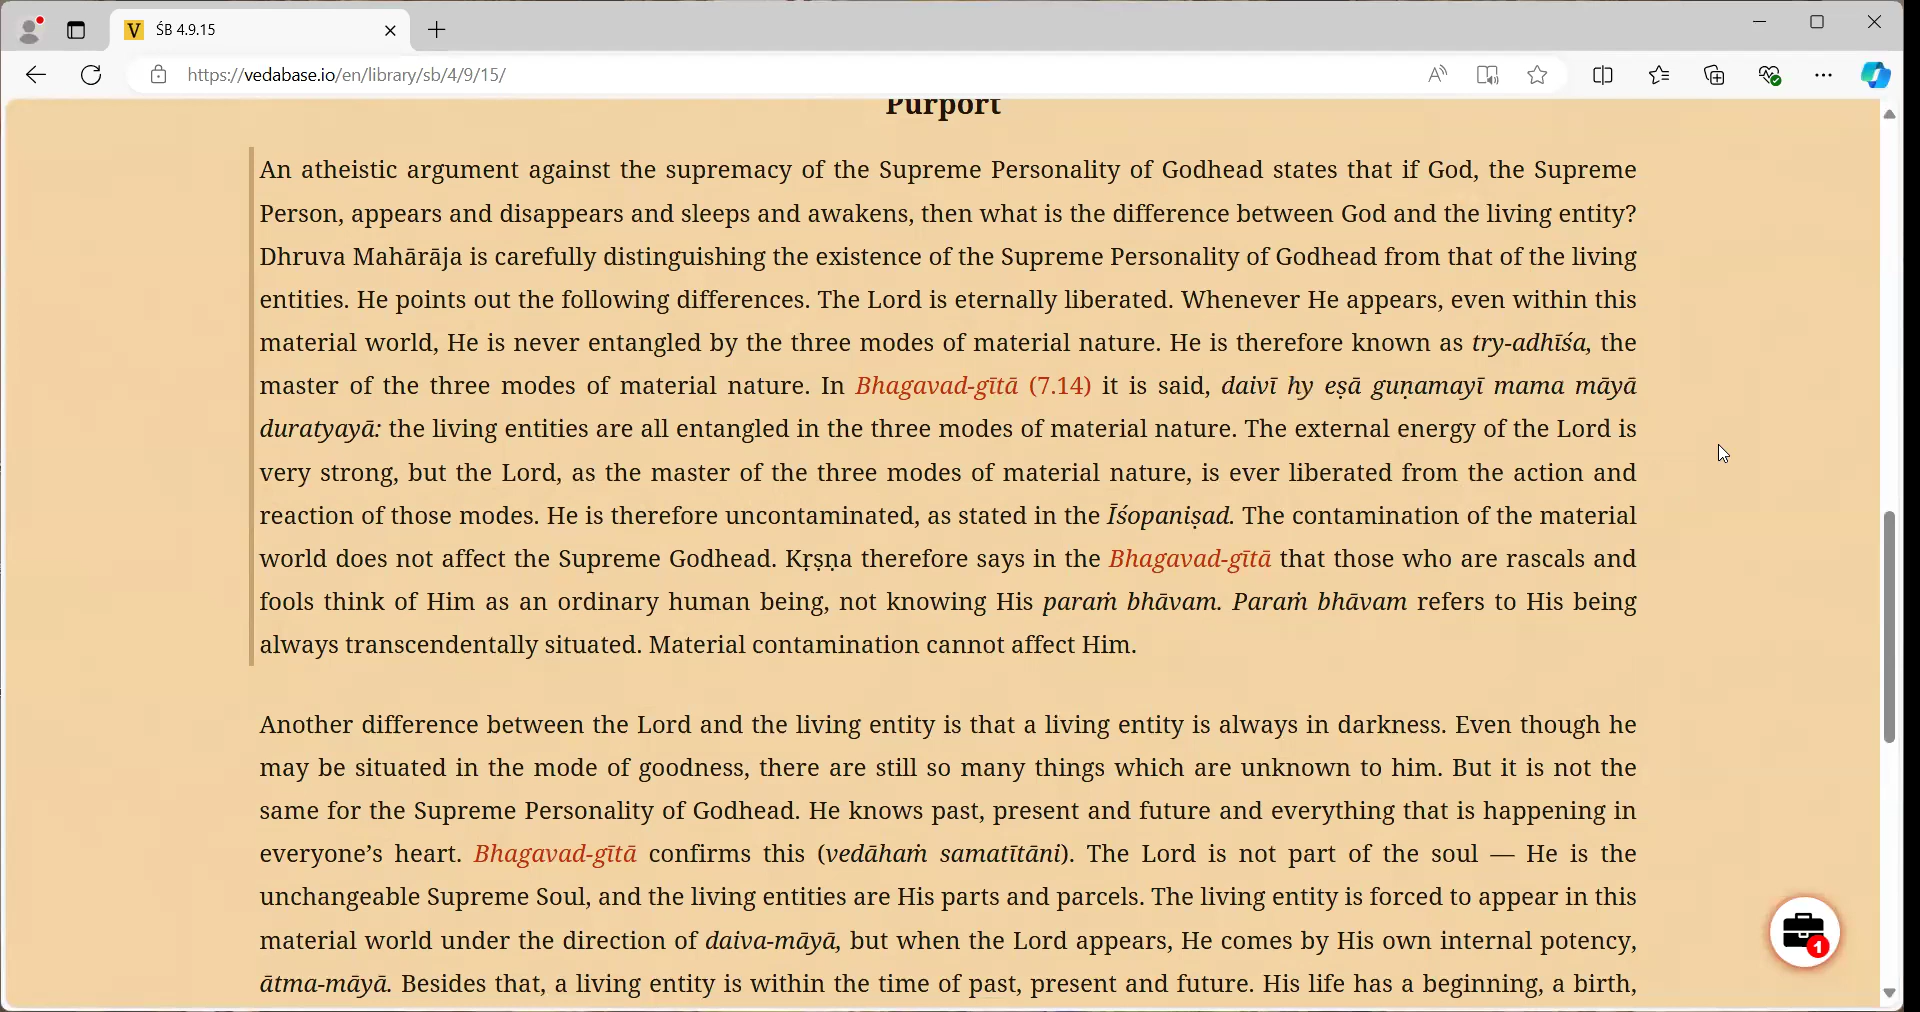 ŚB 4.9.15
https://vedabase.io/en/library/sb/4/9/15/
Purport
An atheistic argument against the supremacy of the Supreme Personality of Godhead states that if God, the Supreme
Person, appears and disappears and sleeps and awakens, then what is the difference between God and the living entity?
Dhruva Mahārāja is carefully distinguishing the existence of the Supreme Personality of Godhead from that of the living
entities. He points out the following differences. The Lord is eternally liberated. Whenever He appears, even within this
material world, He is never entangled by the three modes of material nature. He is therefore known as try-adhīśa, the
master of the three modes of material nature. In Bhagavad-gītā (7.14) it is said, daivī hy eṣā guṇamayī mama māyā
duratyayā: the living entities are all entangled in the three modes of material nature. The external energy of the Lord is
very strong, but the Lord, as the master of the three modes of material nature, is ever liberated from the action and
reaction of those modes. He is therefore uncontaminated, as stated in the Īśopaniṣad. The contamination of the material
world does not affect the Supreme Godhead. Kṛṣṇa therefore says in the Bhagavad-gītā that those who are rascals and
fools think of Him as an ordinary human being, not knowing His paraṁ bhāvam. Paraṁ bhāvam refers to His being
always transcendentally situated. Material contamination cannot affect Him.
Another difference between the Lord and the living entity is that a living entity is always in darkness. Even though he
may be situated in the mode of goodness, there are still so many things which are unknown to him. But it is not the
same for the Supreme Personality of Godhead. He knows past, present and future and everything that is happening in
everyone’s heart. Bhagavad-gītā confirms this (vedāhaṁ samatītāni). The Lord is not part of the soul — He is the
unchangeable Supreme Soul, and the living entities are His parts and parcels. The living entity is forced to appear in this
material world under the direction of daiva-māyā, but when the Lord appears, He comes by His own internal potency,
ātma-māyā. Besides that, a living entity is within the time of past, present and future. His life has a beginning, a birth,
1